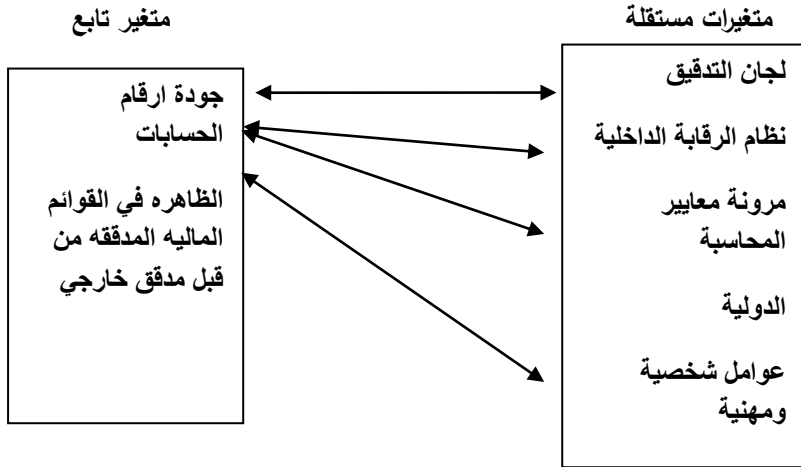 متغيرات مستقلة
لجان التدقيق
نظام الرقابة الداخلية
مرونة معايير
المحاسبة
الدولية
عوامل شخصية
ومهنية
متغير تابع
جودة ارقام
الحسابات
الظاهره في القوائم
الماليه المدققه من
قبل مدقق خارجي